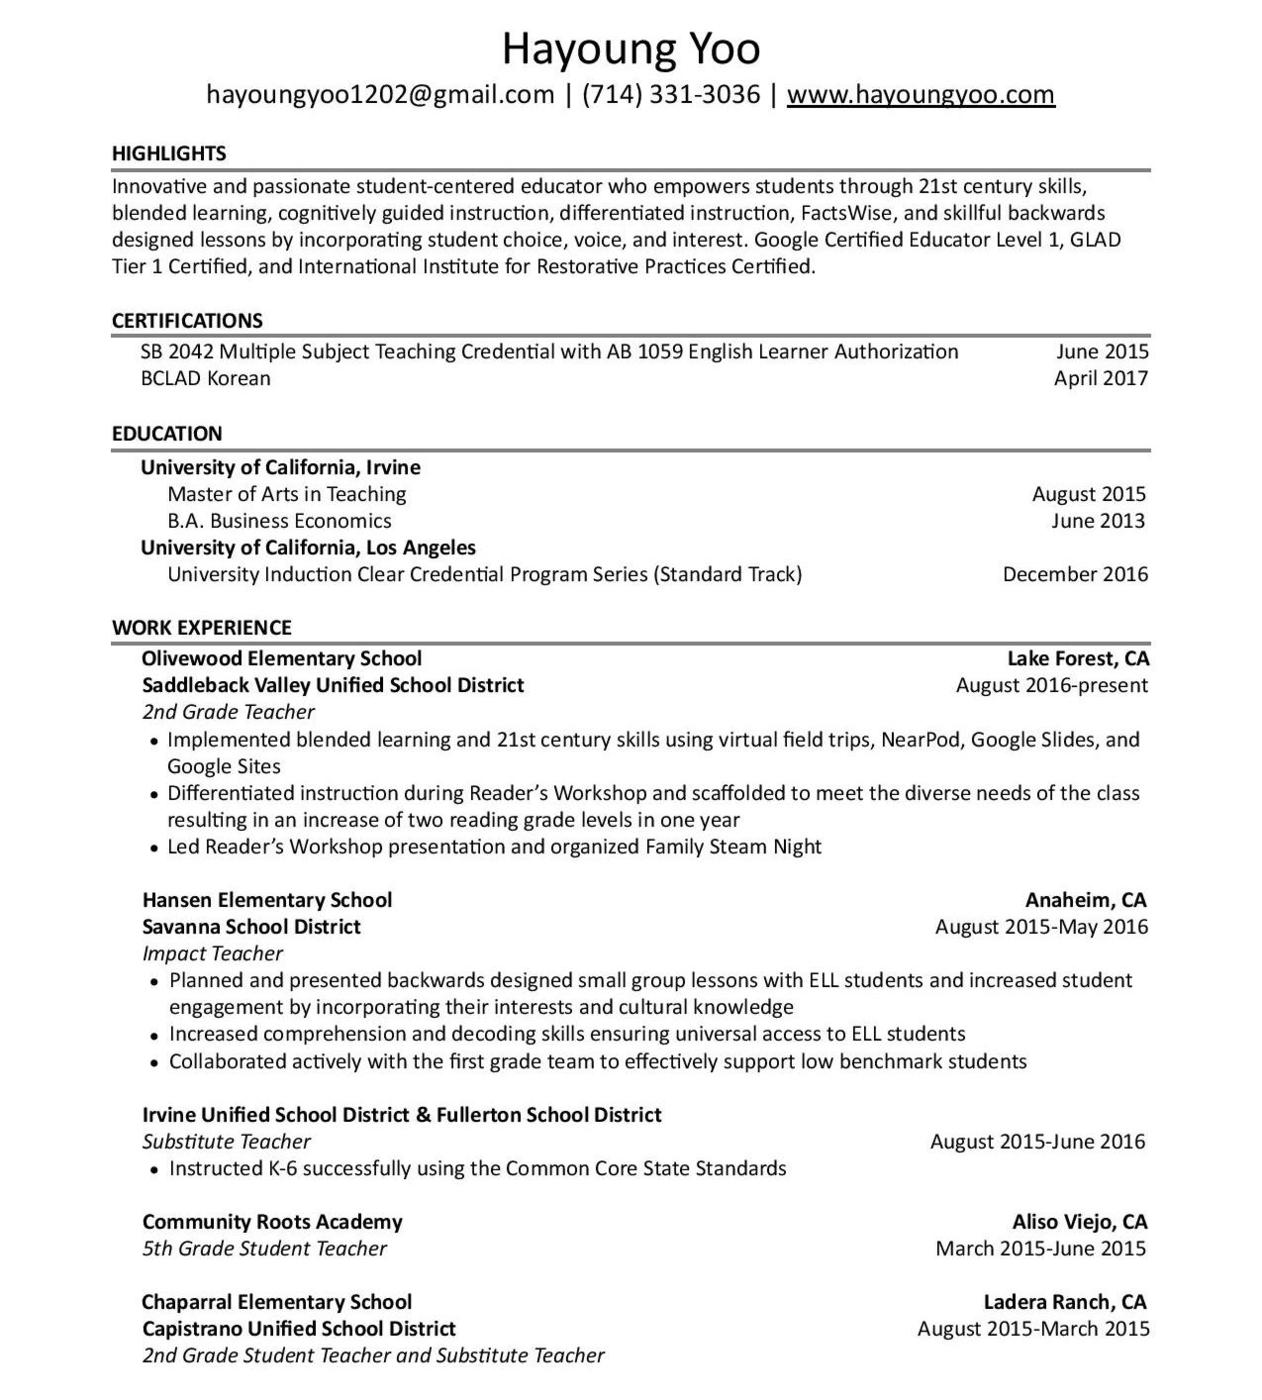 Hayoung Yoo
hayoungyoo1202@gmail.com | (714) 331-3036 | www.hayoungyoo.com
HIGHLIGHTS
Innovative and passionate student-centered educator who empowers students through 21st century skills,
blended learning, cognitively guided instruction, differentiated instruction, FactsWise, and skillful backwards
designed lessons by incorporating student choice, voice, and interest. Google Certified Educator Level 1, GLAD
Tier 1 Certified, and International Institute for Restorative Practices Certified.
CERTIFICATIONS
SB 2042 Multiple Subject Teaching Credential with AB 1059 English Learner Authorization June 2015
BCLAD Korean April 2017
EDUCATION
University of California, Irvine
Master of Arts in Teaching August 2015
B.A. Business Economics June 2013
University of California, Los Angeles
University Induction Clear Credential Program Series (Standard Track) December 2016
WORK EXPERIENCE
Olivewood Elementary School Lake Forest, CA
Saddleback Valley Unified School District August 2016-present
2nd Grade Teacher
• Implemented blended learning and 21st century skills using virtual field trips, NearPod, Google Slides, and
Google Sites
• Differentiated instruction during Reader's Workshop and scaffolded to meet the diverse needs of the class
resulting in an increase of two reading grade levels in one year
• Led Reader's Workshop presentation and organized Family Steam Night
Hansen Elementary School Anaheim, CA
Savanna School District August 2015-May 2016
Impact Teacher
• Planned and presented backwards designed small group lessons with ELL students and increased student
engagement by incorporating their interests and cultural knowledge
• Increased comprehension and decoding skills ensuring universal access to ELL students
• Collaborated actively with the first grade team to effectively support low benchmark students
Irvine Unified School District & Fullerton School District
Substitute Teacher August 2015-June 2016
• Instructed K-6 successfully using the Common Core State Standards
Community Roots Academy Aliso Viejo, CA
5th Grade Student Teacher March 2015-June 2015
Chaparral Elementary School Ladera Ranch, CA
Capistrano Unified School District August 2015-March 2015
2nd Grade Student Teacher and Substitute Teacher